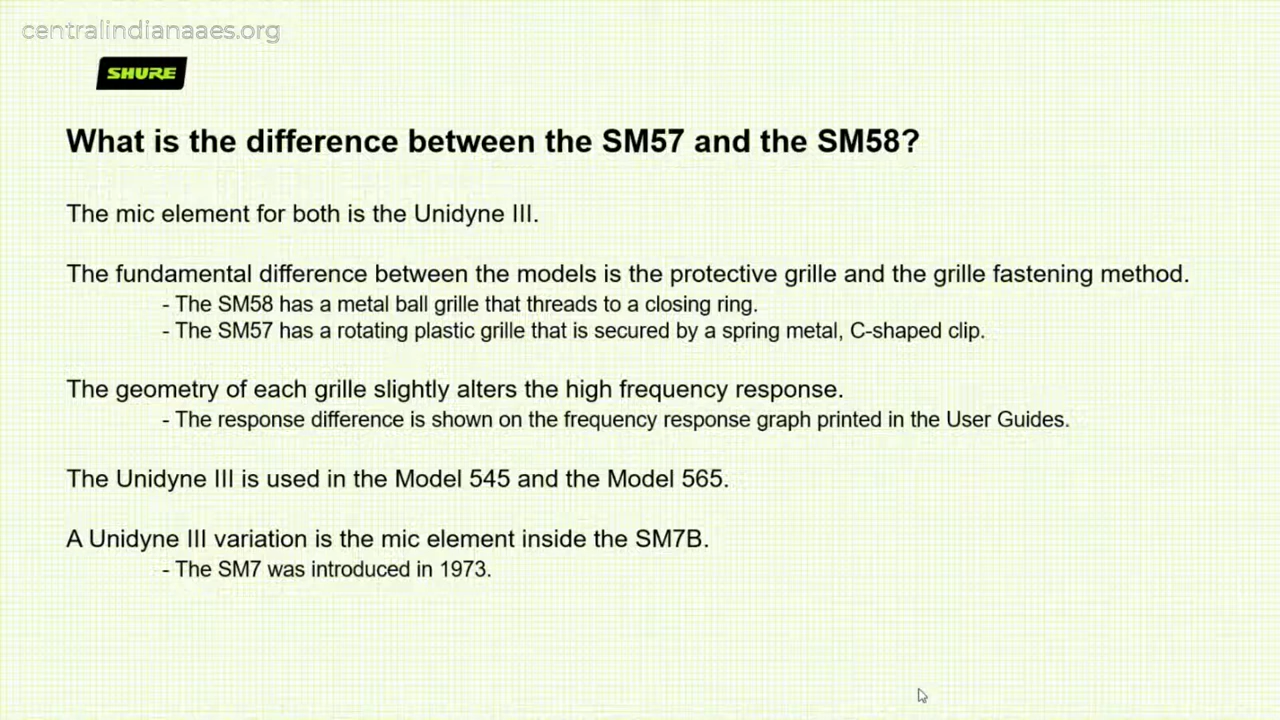 centralindianaaes.org
SHURE
What is the difference between the SM57 and the SM58?
The mic element for both is the Unidyne III.
The fundamental difference between the models is the protective grille and the grille fastening method.
- The SM58 has a metal ball grille that threads to a closing ring.
- The SM57 has a rotating plastic grille that is secured by a spring metal, C-shaped clip.
The geometry of each grille slightly alters the high frequency response.
- The response difference is shown on the frequency response graph printed in the User Guides.
The Unidyne III is used in the Model 545 and the Model 565.
A Unidyne III variation is the mic element inside the SM7B.
- The SM7 was introduced in 1973.